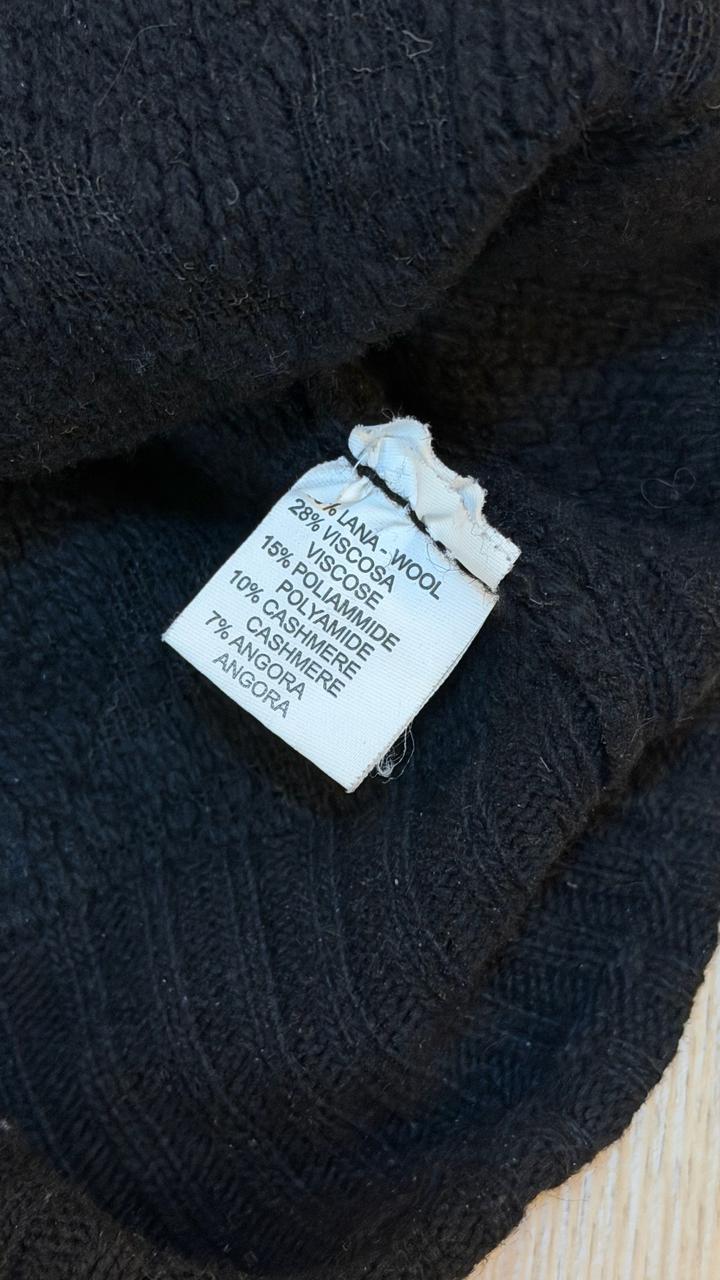 % LANA - WOOL
28% VISCOSA
VISCOSE
15% POLIAMMIDE
POLYAMIDE
10% CASHMERE
CASHMERE
7% ANGORA
ANGORA